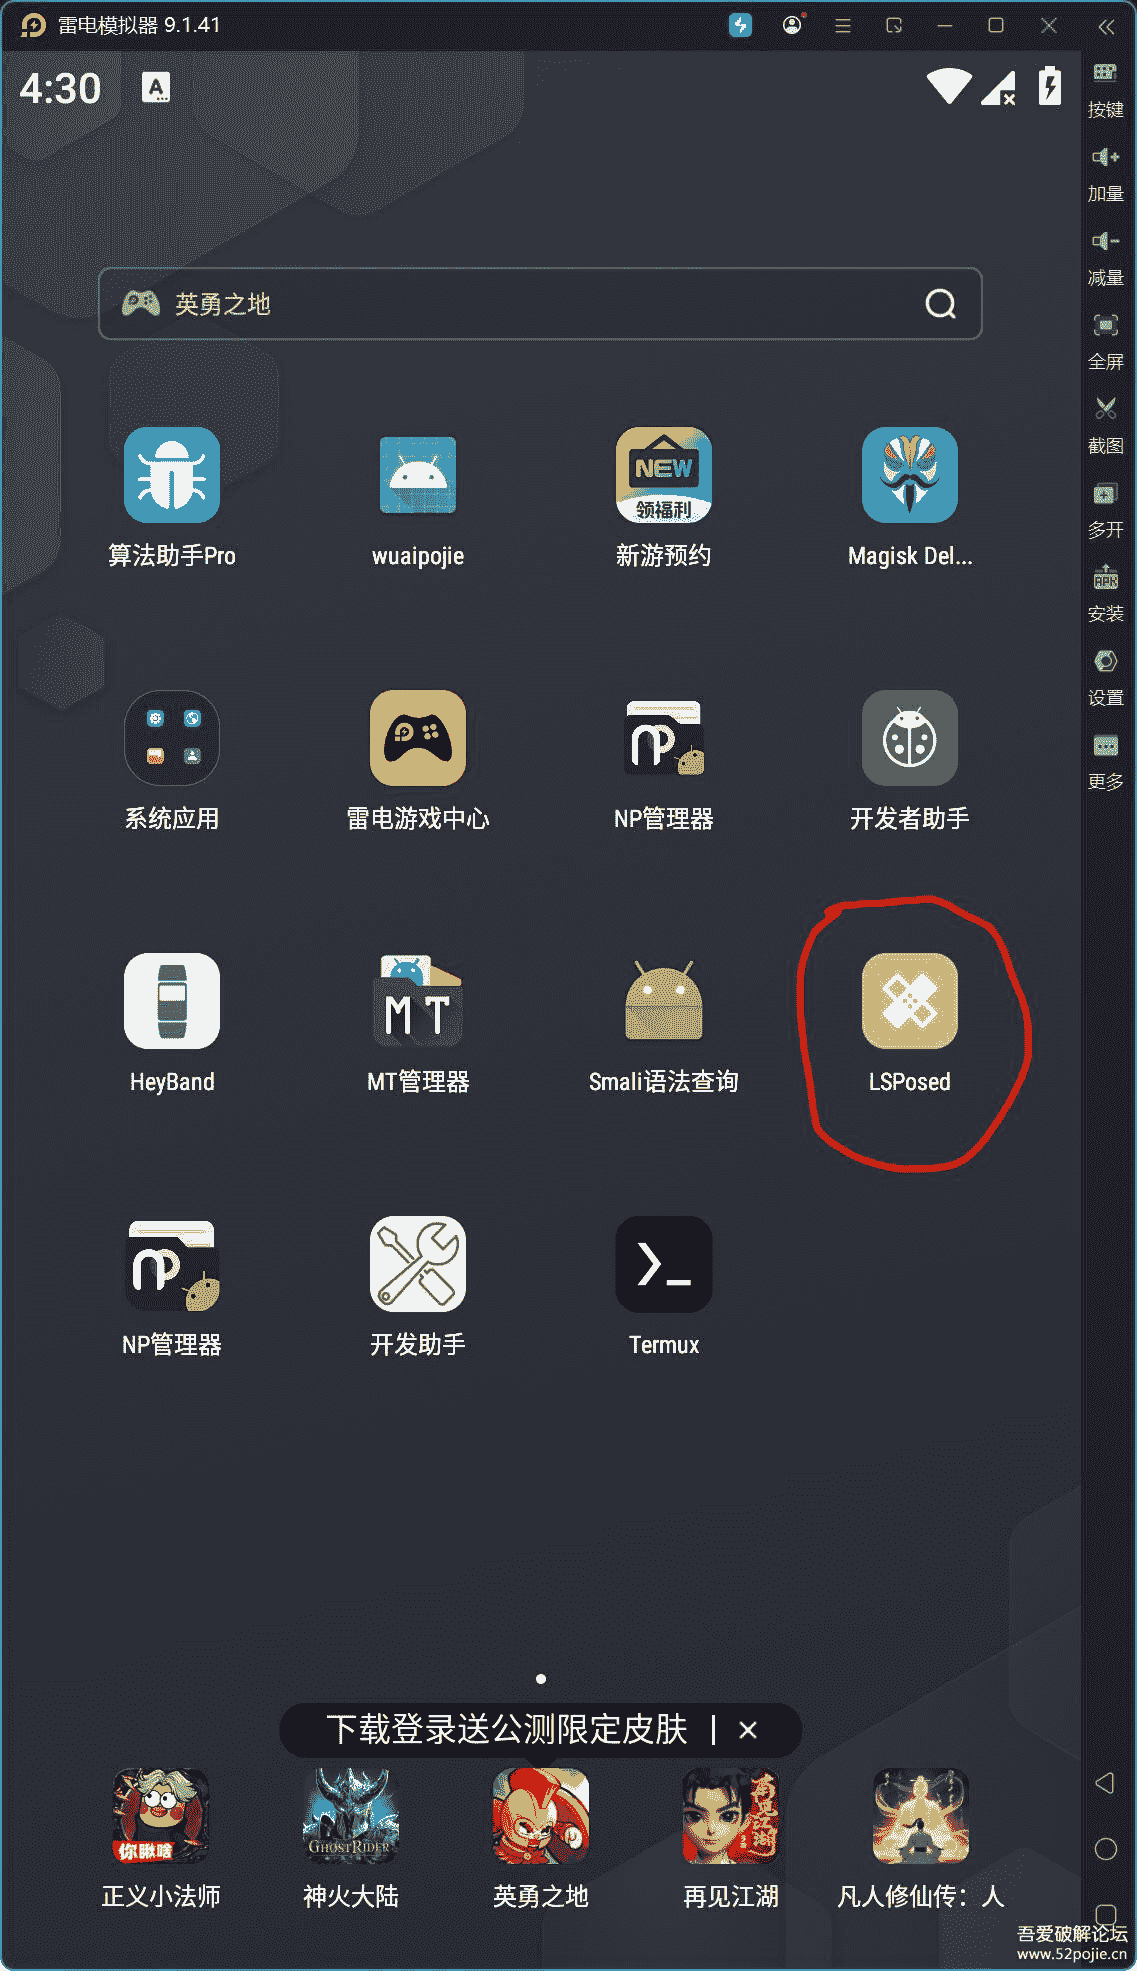 雷电模拟器 9.1.41
4:30
A
按键
加量
减量
全屏
截图
多开
安装
设置
更多
英勇之地
NEW
领福利
算法助手Pro
wuaipojie
新游预约
Magisk Del...
系统应用
雷电游戏中心
NP管理器
开发者助手
MT
HeyBand
MT管理器
Smali语法查询
LSPosed
NP管理器
开发助手
Termux
下载登录送公测限定皮肤 | ×
你瞅啥
GHOSTRIDER
再见江湖
正义小法师
神火大陆
英勇之地
再见江湖
凡人修仙传：人
吾爱破解论坛
www.52pojie.cn